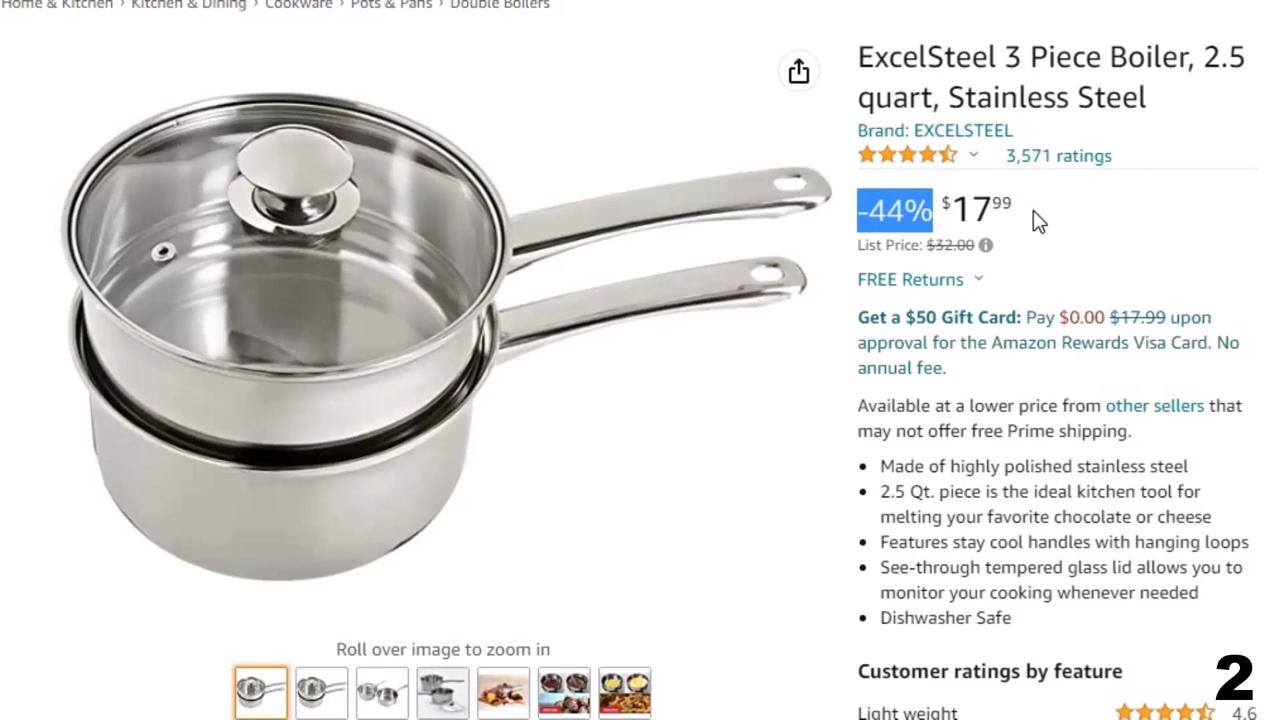 Home & Kitchen › Kitchen & Dining › Cookware › Pots & Pans › Double Boilers
ExcelSteel 3 Piece Boiler, 2.5
quart, Stainless Steel
Brand: EXCELSTEEL
3,571 ratings
-44% $17.99
List Price: $32.00
FREE Returns
Get a $50 Gift Card: Pay $0.00 $17.99 upon
approval for the Amazon Rewards Visa Card. No
annual fee.
Available at a lower price from other sellers that
may not offer free Prime shipping.
• Made of highly polished stainless steel
• 2.5 Qt. piece is the ideal kitchen tool for
melting your favorite chocolate or cheese
• Features stay cool handles with hanging loops
• See-through tempered glass lid allows you to
monitor your cooking whenever needed
• Dishwasher Safe
Roll over image to zoom in
Customer ratings by feature
Light weight 4.6
2